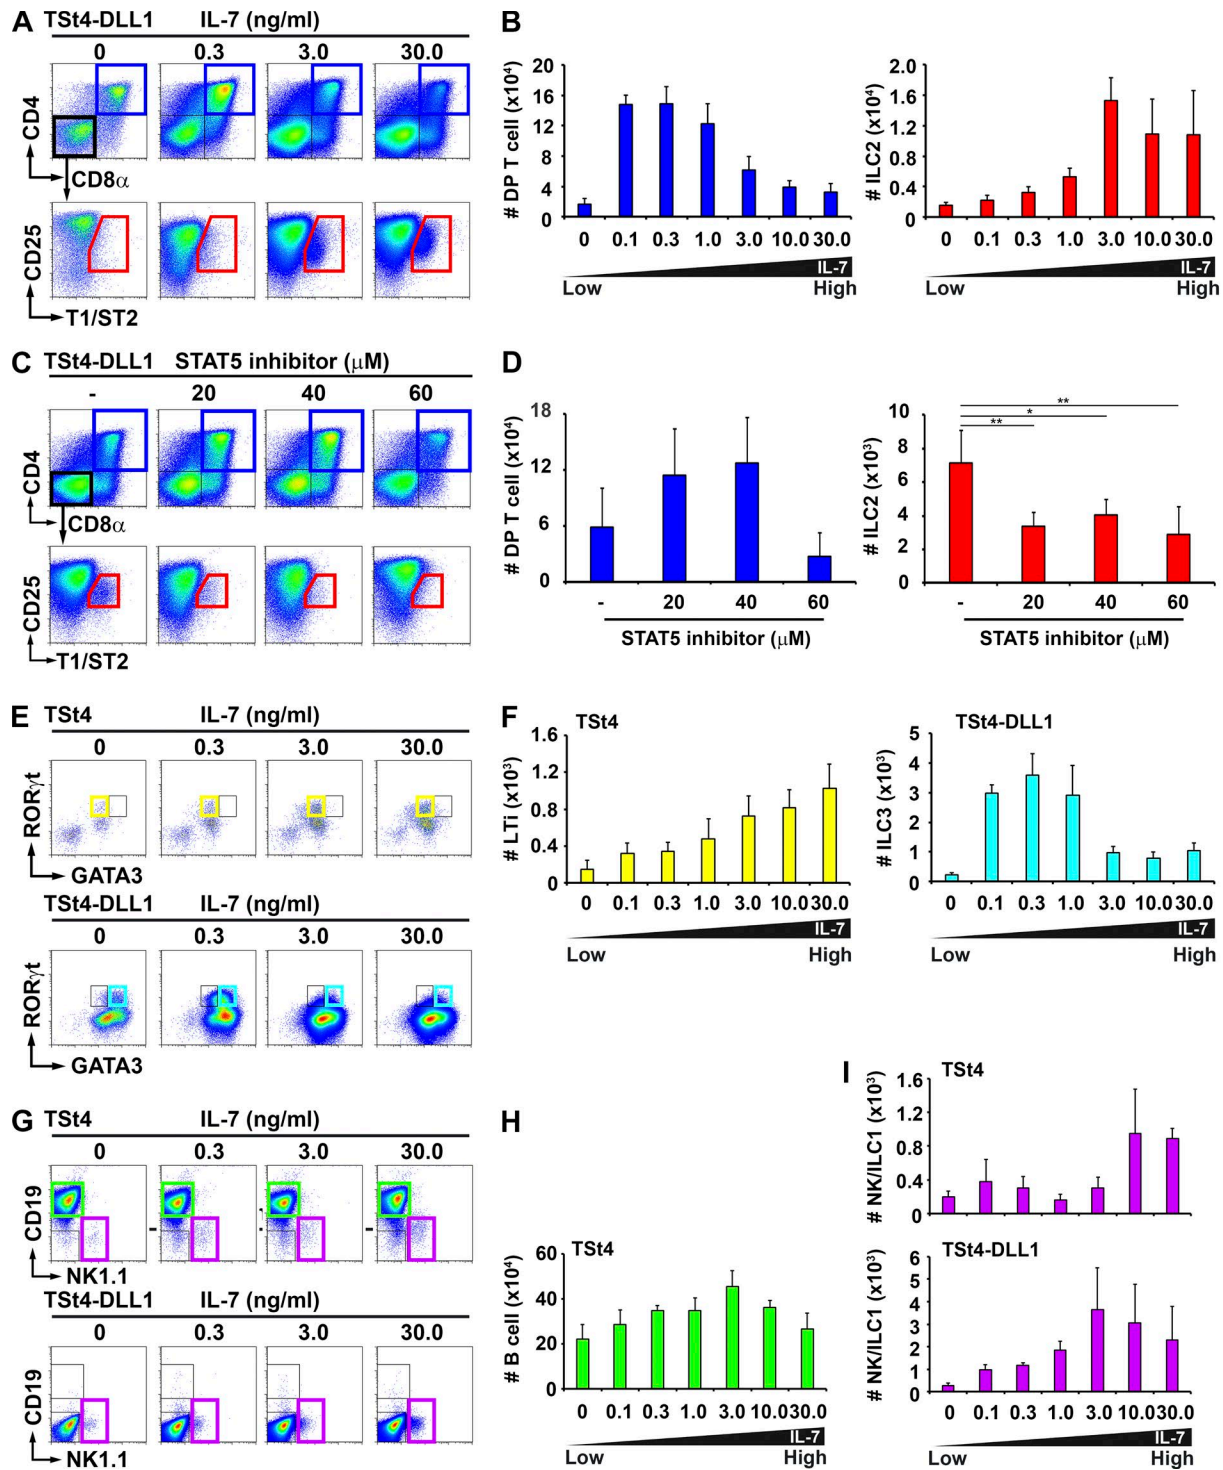 A TSt4-DLL1 IL-7 (ng/ml)
0 0.3 3.0 30.0
CD4
CD8α
CD25
T1/ST2
B
# DP T cell (x10⁴)
20
16
12
8
4
0
0 0.1 0.3 1.0 3.0 10.0 30.0
IL-7
Low High
# ILC2 (x10⁴)
2.0
1.6
1.2
0.8
0.4
0
0 0.1 0.3 1.0 3.0 10.0 30.0
IL-7
Low High
C TSt4-DLL1 STAT5 inhibitor (μM)
- 20 40 60
CD4
CD8α
CD25
T1/ST2
D
# DP T cell (x10⁴)
18
12
6
0
- 20 40 60
STAT5 inhibitor (μM)
# ILC2 (x10³)
10
8
6
4
2
0
**
*
**
- 20 40 60
STAT5 inhibitor (μM)
E TSt4 IL-7 (ng/ml)
0 0.3 3.0 30.0
RORγt
GATA3
TSt4-DLL1 IL-7 (ng/ml)
0 0.3 3.0 30.0
RORγt
GATA3
F TSt4
# LTi (x10³)
1.6
1.2
0.8
0.4
0
0 0.1 0.3 1.0 3.0 10.0 30.0
IL-7
Low High
TSt4-DLL1
# ILC3 (x10³)
5
4
3
2
1
0
0 0.1 0.3 1.0 3.0 10.0 30.0
IL-7
Low High
G TSt4 IL-7 (ng/ml)
0 0.3 3.0 30.0
CD19
NK1.1
TSt4-DLL1 IL-7 (ng/ml)
0 0.3 3.0 30.0
CD19
NK1.1
H
TSt4
# B cell (x10⁴)
60
40
20
0
0 0.1 0.3 1.0 3.0 10.0 30.0
IL-7
Low High
I TSt4
# NK/ILC1 (x10³)
1.6
1.2
0.8
0.4
0
TSt4-DLL1
# NK/ILC1 (x10³)
6
5
4
3
2
1
0
0 0.1 0.3 1.0 3.0 10.0 30.0
IL-7
Low High